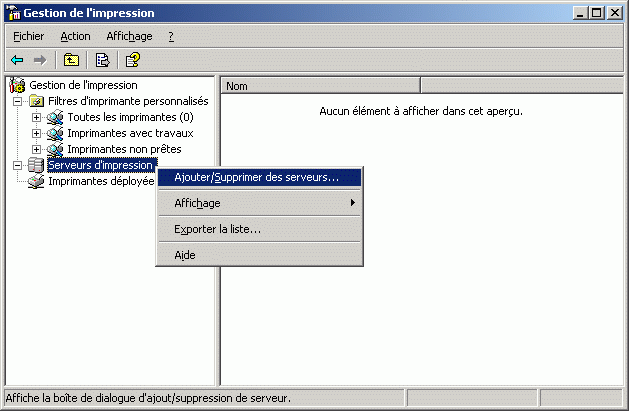 Gestion de l'impression
Fichier Action Affichage ?
Gestion de l'impression
Filtres d'imprimante personnalisés
Toutes les imprimantes (0)
Imprimantes avec travaux
Imprimantes non prêtes
Serveurs d'impression
Imprimantes déployée
Nom
Aucun élément à afficher dans cet aperçu.
Ajouter/Supprimer des serveurs...
Affichage
Exporter la liste...
Aide
Affiche la boîte de dialogue d'ajout/suppression de serveur.